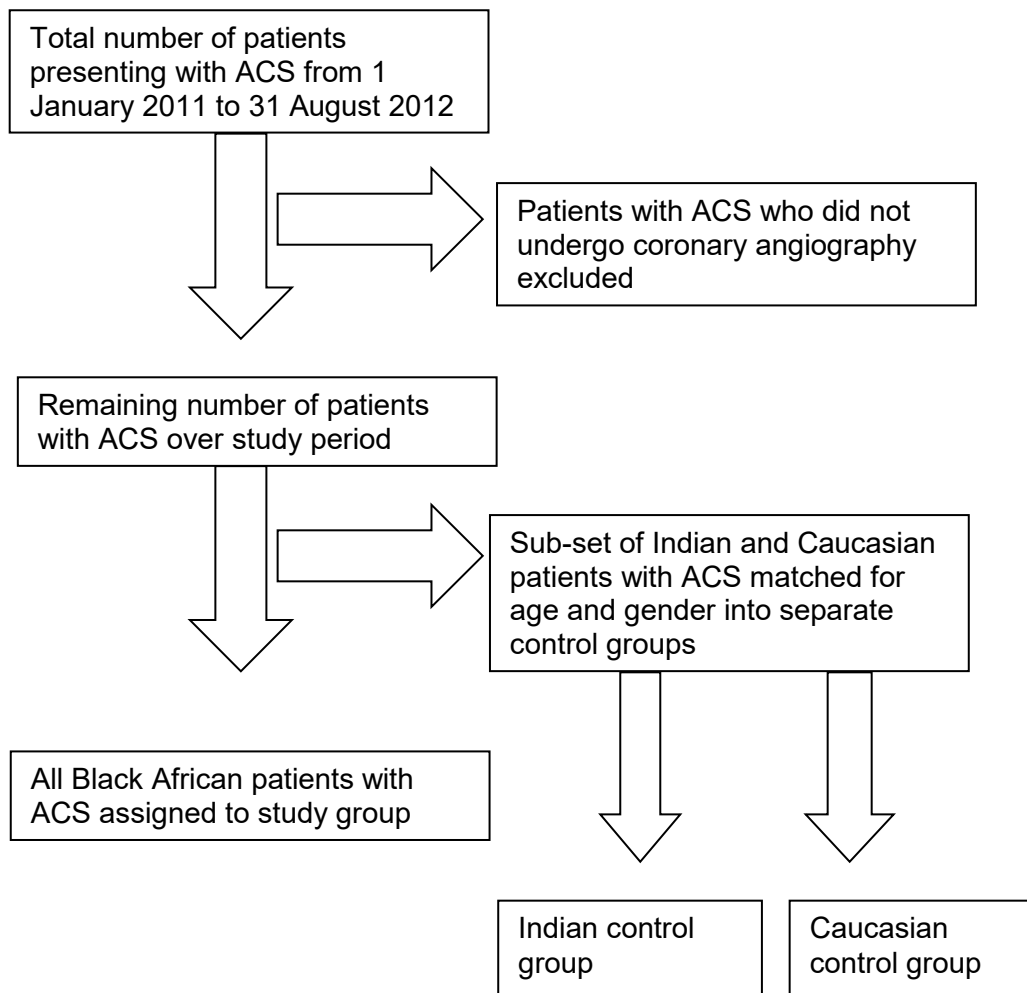 Total number of patients
presenting with ACS from 1
January 2011 to 31 August 2012
Patients with ACS who did not
undergo coronary angiography
excluded
Remaining number of patients
with ACS over study period
Sub-set of Indian and Caucasian
patients with ACS matched for
age and gender into separate
control groups
All Black African patients with
ACS assigned to study group
Indian control
group
Caucasian
control group